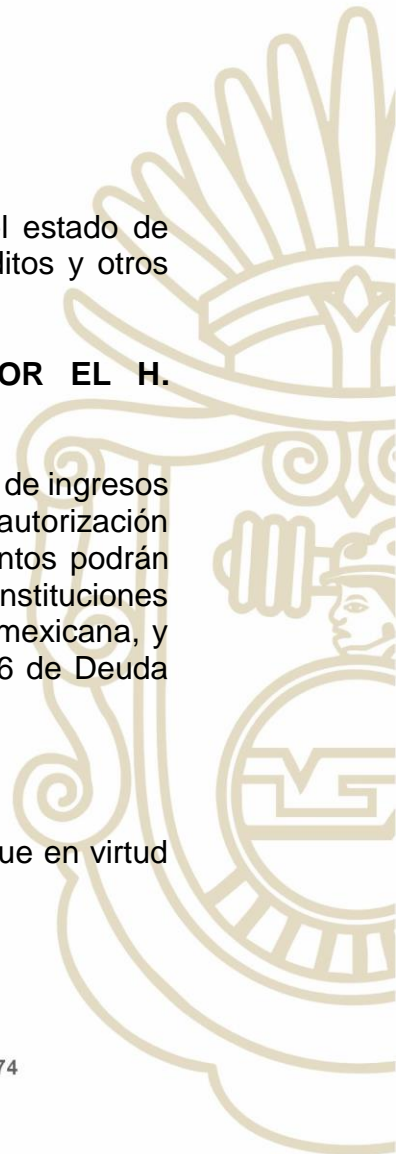 l estado de
litos y otros
OR EL H.
de ingresos
autorización
ntos podrán
nstituciones
mexicana, y
6 de Deuda
ue en virtud
74